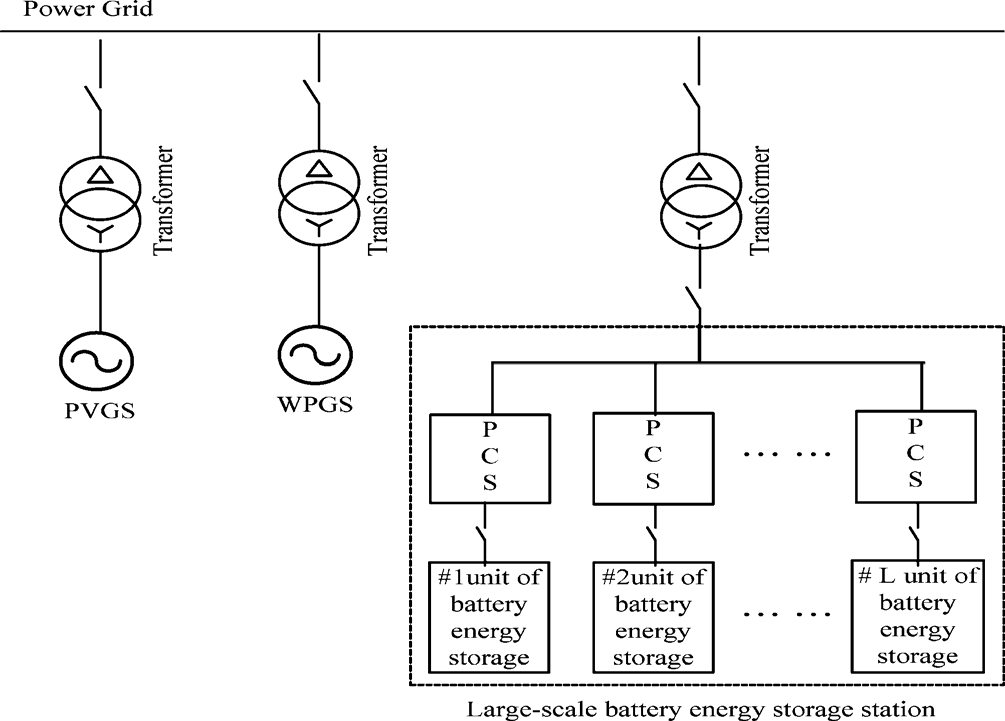 Power Grid
Transformer
Transformer
Transformer
PVGS
WPGS
P
C
S
P
C
S
... ...
P
C
S
#1unit of
battery
energy
storage
#2unit of
battery
energy
storage
... ...
# L unit of
battery
energy
storage
Large-scale battery energy storage station